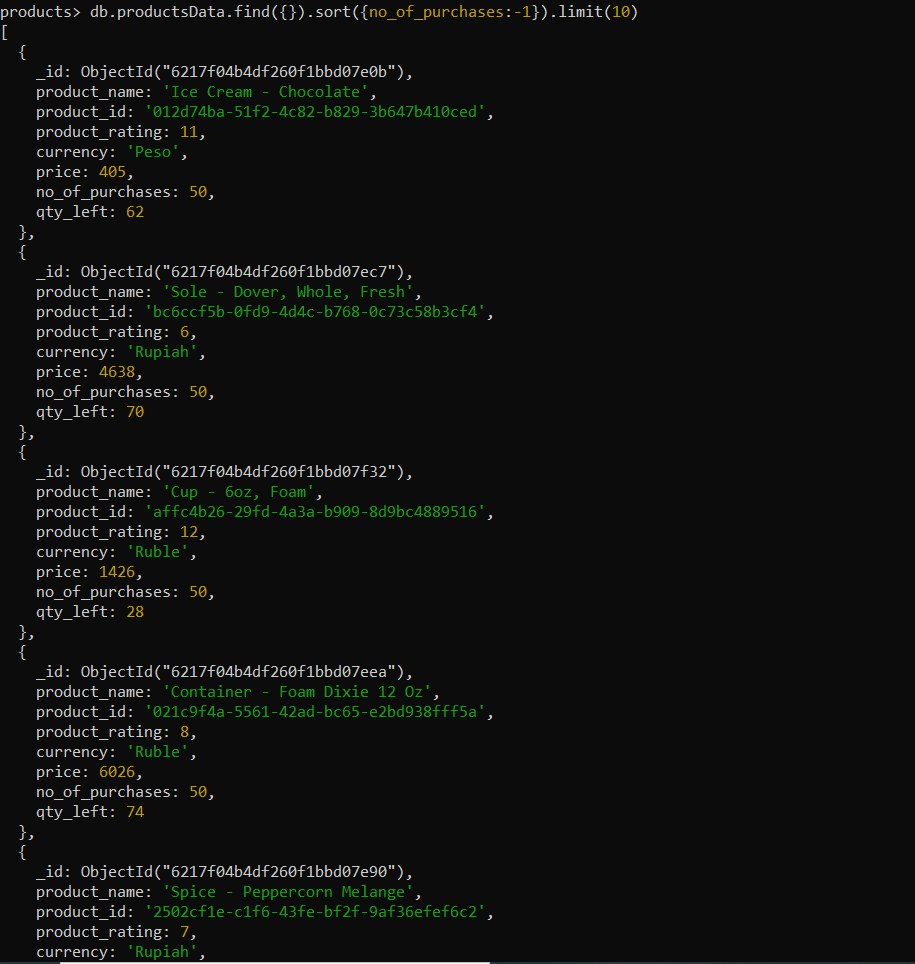 products> db.productsData.find({}).sort({no_of_purchases:-1}).limit(10)
[
  {
    _id: ObjectId("6217f04b4df260f1bbd07e0b"),
    product_name: 'Ice Cream - Chocolate',
    product_id: '012d74ba-51f2-4c82-b829-3b647b410ced',
    product_rating: 11,
    currency: 'Peso',
    price: 405,
    no_of_purchases: 50,
    qty_left: 62
  },
  {
    _id: ObjectId("6217f04b4df260f1bbd07ec7"),
    product_name: 'Sole - Dover, Whole, Fresh',
    product_id: 'bc6ccf5b-0fd9-4d4c-b768-0c73c58b3cf4',
    product_rating: 6,
    currency: 'Rupiah',
    price: 4638,
    no_of_purchases: 50,
    qty_left: 70
  },
  {
    _id: ObjectId("6217f04b4df260f1bbd07f32"),
    product_name: 'Cup - 6oz, Foam',
    product_id: 'affc4b26-29fd-4a3a-b909-8d9bc4889516',
    product_rating: 12,
    currency: 'Ruble',
    price: 1426,
    no_of_purchases: 50,
    qty_left: 28
  },
  {
    _id: ObjectId("6217f04b4df260f1bbd07eea"),
    product_name: 'Container - Foam Dixie 12 Oz',
    product_id: '021c9f4a-5561-42ad-bc65-e2bd938fff5a',
    product_rating: 8,
    currency: 'Ruble',
    price: 6026,
    no_of_purchases: 50,
    qty_left: 74
  },
  {
    _id: ObjectId("6217f04b4df260f1bbd07e90"),
    product_name: 'Spice - Peppercorn Melange',
    product_id: '2502cf1e-c1f6-43fe-bf2f-9af36efef6c2',
    product_rating: 7,
    currency: 'Rupiah',